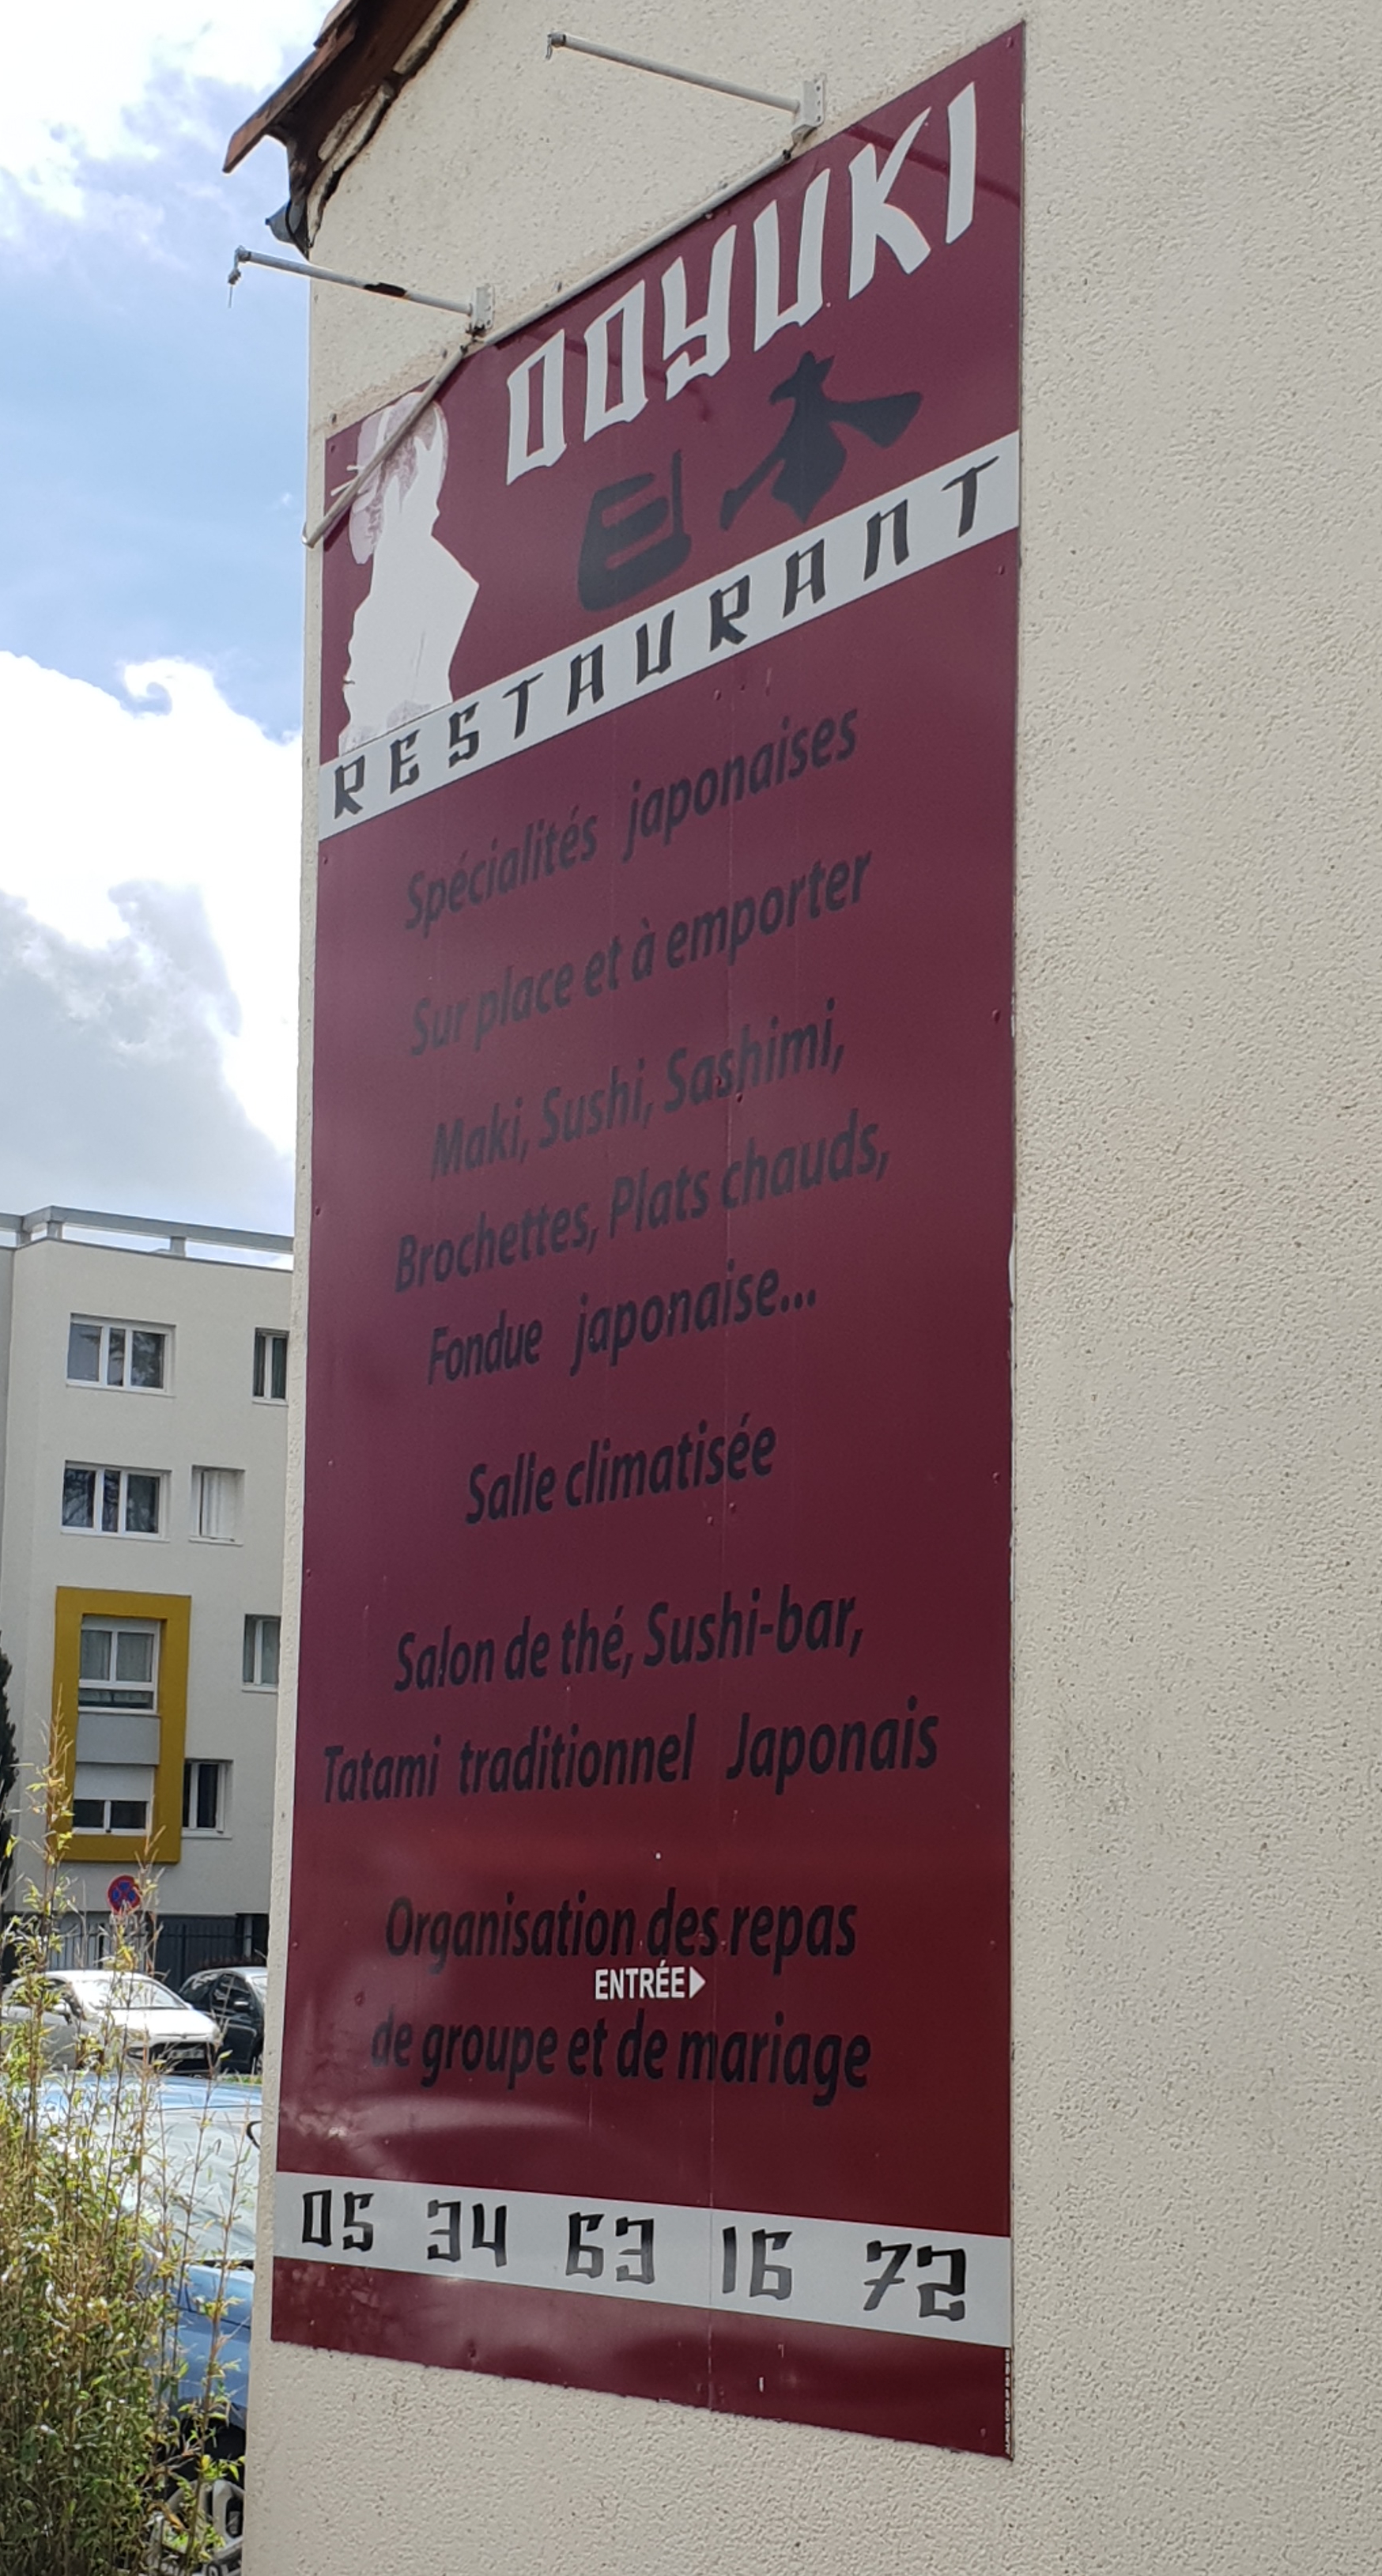 OOYUKI
日本
RESTAURANT
Spécialités japonaises
Sur place et à emporter
Maki, Sushi, Sashimi,
Brochettes, Plats chauds,
Fondue japonaise...
Salle climatisée
Salon de thé, Sushi-bar,
Tatami traditionnel Japonais
Organisation des repas
ENTRÉE
de groupe et de mariage
05 34 63 16 72